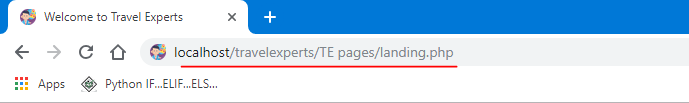 Welcome to Travel Experts
localhost/travelexperts/TE pages/landing.php
Apps Python IF...ELIF...ELS...